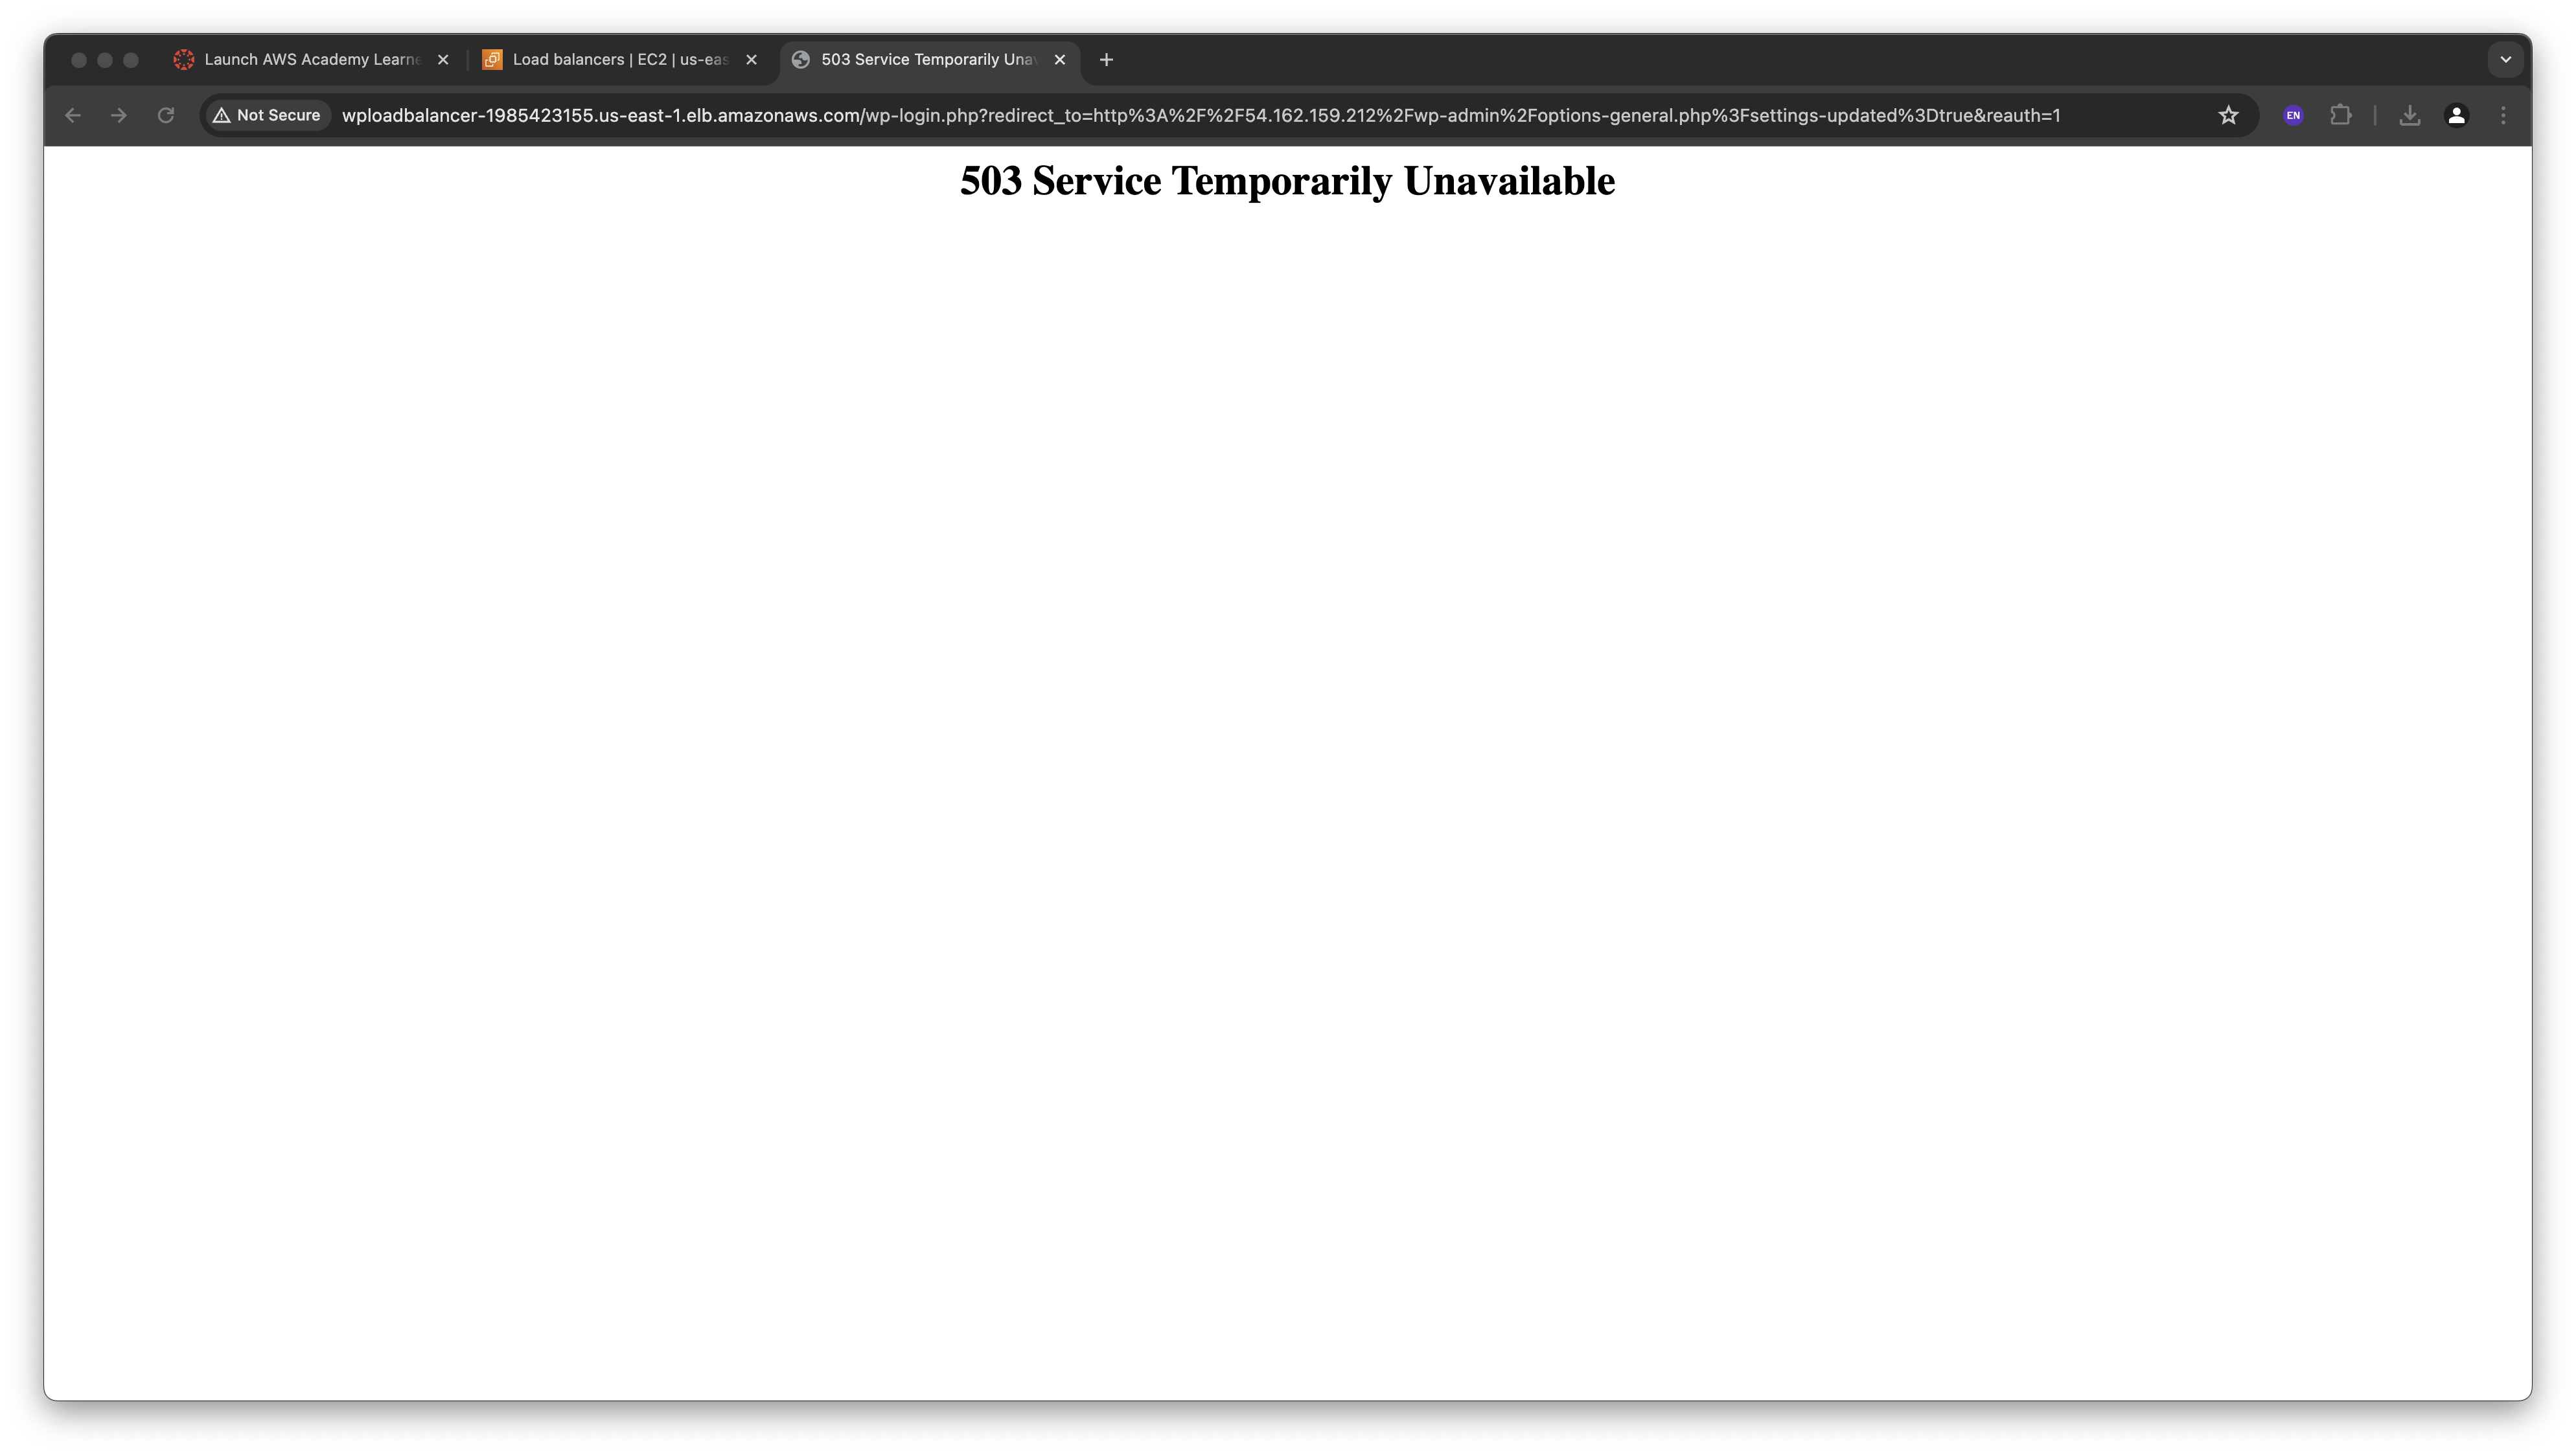 Launch AWS Academy Learne
Load balancers | EC2 | us-eas
503 Service Temporarily Unav
Not Secure
wploadbalancer-1985423155.us-east-1.elb.amazonaws.com/wp-login.php?redirect_to=http%3A%2F%2F54.162.159.212%2Fwp-admin%2Foptions-general.php%3Fsettings-updated%3Dtrue&reauth=1
EN
503 Service Temporarily Unavailable